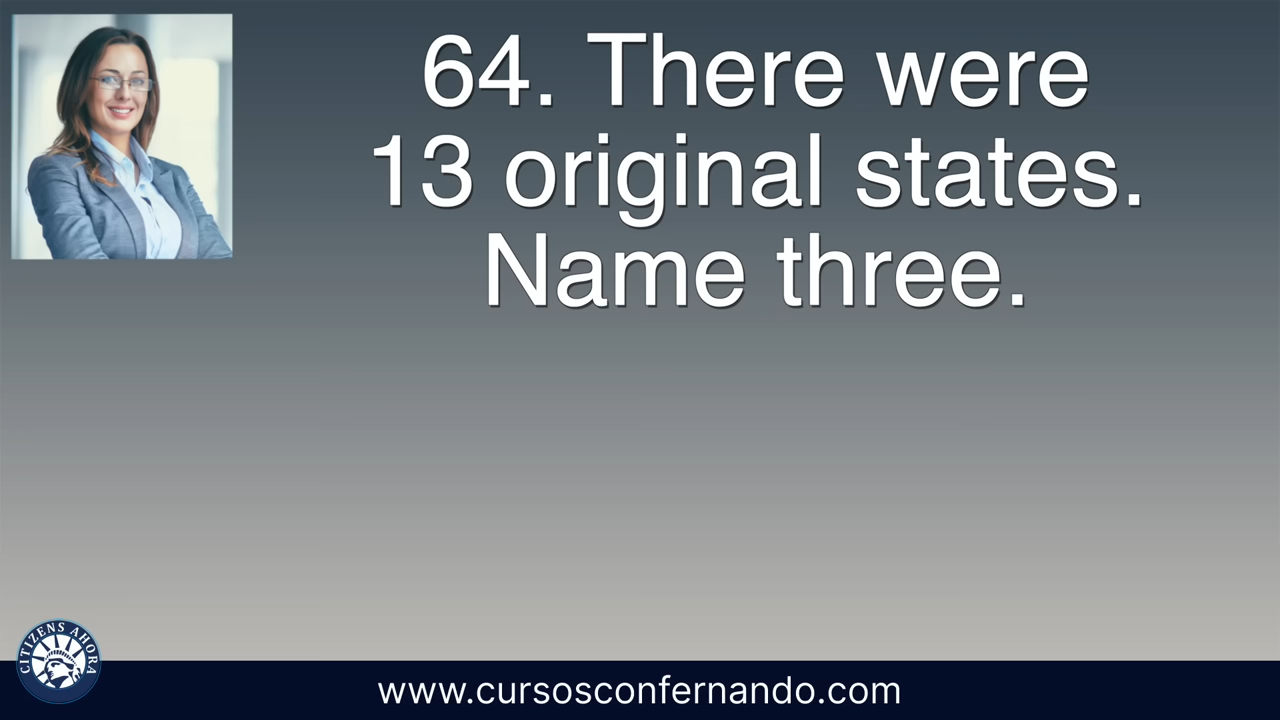 64. There were
13 original states.
Name three.
CITIZENS AHORA
www.cursosconfernando.com